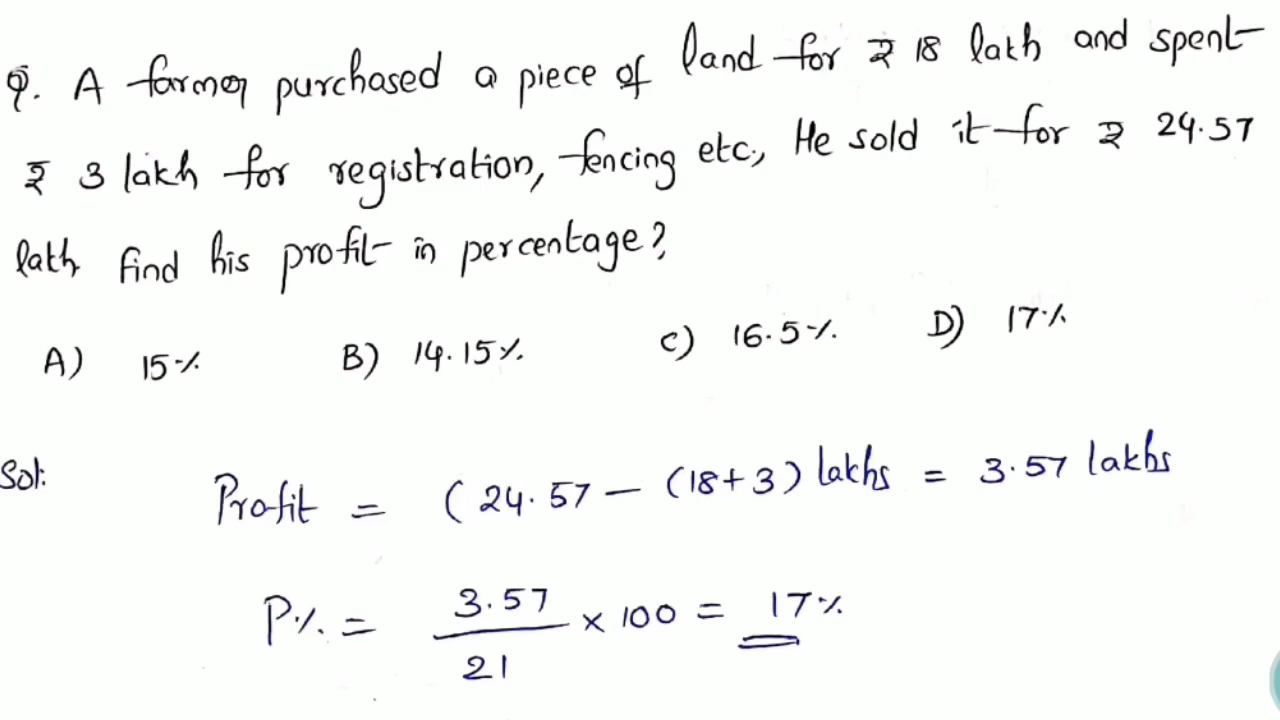 Q. A farmer purchased a piece of land for ₹ 18 lakh and spent
₹ 3 lakh for registration, fencing etc., He sold it for ₹ 24.57
lakh find his profit in percentage?
A) 15% B) 14.15% C) 16.5% D) 17%
Sol: Profit = (24.57 - (18+3) lakhs = 3.57 lakhs
P% = 3.57/21 × 100 = 17%